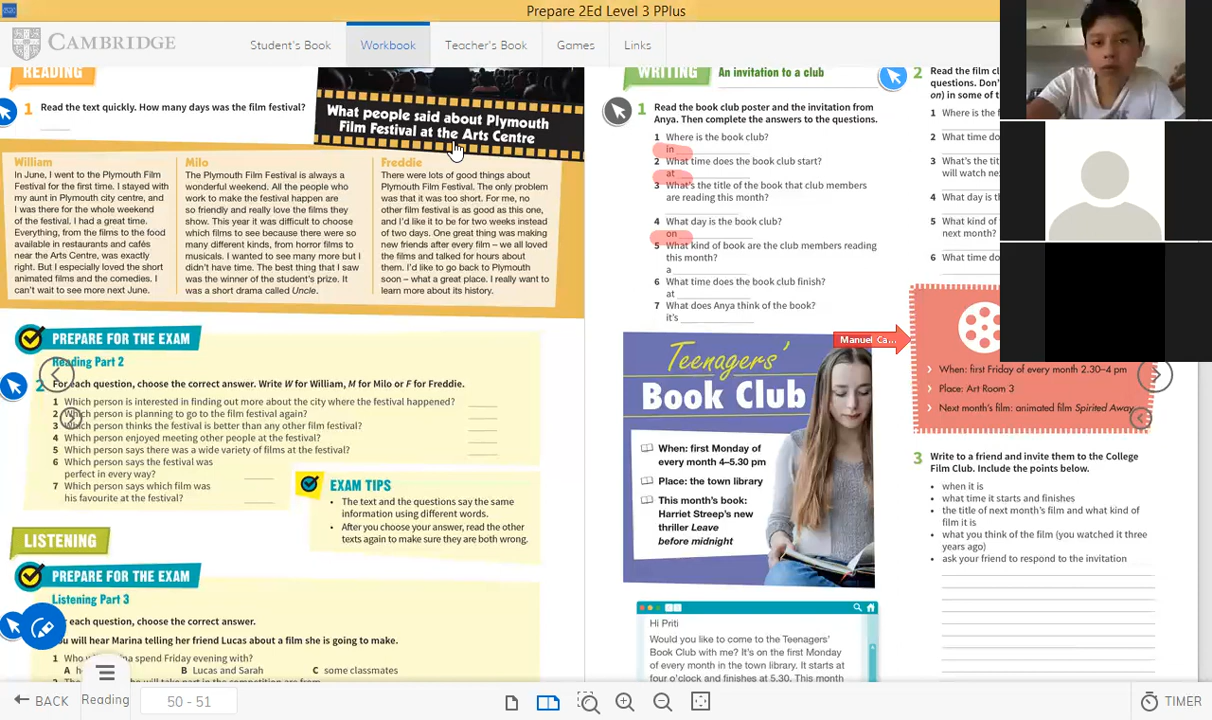 Prepare 2Ed Level 3 PPlus
CAMBRIDGE
Student's Book
Workbook
Teacher's Book
Games
Links
READING
1 Read the text quickly. How many days was the film festival?
What people said about Plymouth
Film Festival at the Arts Centre
William
In June, I went to the Plymouth Film
Festival for the first time. I stayed with
my aunt in Plymouth city centre, and
I was there for the whole weekend
of the festival. I had a great time.
Everything, from the films to the food
available in restaurants and cafés
near the Arts Centre, was exactly
right. But I especially loved the short
animated films and the comedies. I
can't wait to see more next June.
Milo
The Plymouth Film Festival is always a
wonderful weekend. All the people who
work to make the festival happen are
so friendly and really love the films they
show. This year it was difficult to choose
which films to see because there were so
many different kinds, from horror films to
musicals. I wanted to see many more but I
didn't have time. The best thing that I saw
was the winner of the student's prize. It
was a short drama called Uncle.
Freddie
There were lots of good things about
Plymouth Film Festival. The only problem
was that it was too short. For me, no
other film festival is as good as this one,
and I'd like it to be for two weeks instead
of two days. One great thing was making
new friends after every film – we all loved
the films and talked for hours about
them. I'd like to go back to Plymouth
soon – what a great place. I really want to
learn more about its history.
PREPARE FOR THE EXAM
Reading Part 2
2 For each question, choose the correct answer. Write W for William, M for Milo or F for Freddie.
1 Which person is interested in finding out more about the city where the festival happened?
2 Which person is planning to go to the film festival again?
3 Which person thinks the festival is better than any other film festival?
4 Which person enjoyed meeting other people at the festival?
5 Which person says there was a wide variety of films at the festival?
6 Which person says the festival was
perfect in every way?
7 Which person says which film was
his favourite at the festival?
EXAM TIPS
• The text and the questions say the same
information using different words.
• After you choose your answer, read the other
texts again to make sure they are both wrong.
LISTENING
PREPARE FOR THE EXAM
Listening Part 3
each question, choose the correct answer.
ou will hear Marina telling her friend Lucas about a film she is going to make.
1 spend Friday evening with?
A B Lucas and Sarah C some classmates
WRITING An invitation to a club
1 Read the book club poster and the invitation from
Anya. Then complete the answers to the questions.
1 Where is the book club?
in
2 What time does the book club start?
at
3 What's the title of the book that club members
are reading this month?
4 What day is the book club?
on
5 What kind of book are the club members reading
this month?
a
6 What time does the book club finish?
at
7 What does Anya think of the book?
it's
Teenagers'
Book Club
When: first Monday of
every month 4–5.30 pm
Place: the town library
This month's book:
Harriet Streep's new
thriller Leave
before midnight
Hi Priti
Would you like to come to the Teenagers'
Book Club with me? It's on the first Monday
of every month in the town library. It starts at
four o'clock and finishes at 5.30. This month
2 Read the film cl
questions. Don'
on) in some of t
1 Where is the f
2 What time do
3 What's the tit
will watch nex
4 What day is t
5 What kind of
next month?
6 What time do
Manuel Ca...
When: first Friday of every month 2.30–4 pm
Place: Art Room 3
Next month's film: animated film Spirited Away
3 Write to a friend and invite them to the College
Film Club. Include the points below.
• when it is
• what time it starts and finishes
• the title of next month's film and what kind of
film it is
• what you think of the film (you watched it three
years ago)
• ask your friend to respond to the invitation
BACK
Reading
50 - 51
TIMER